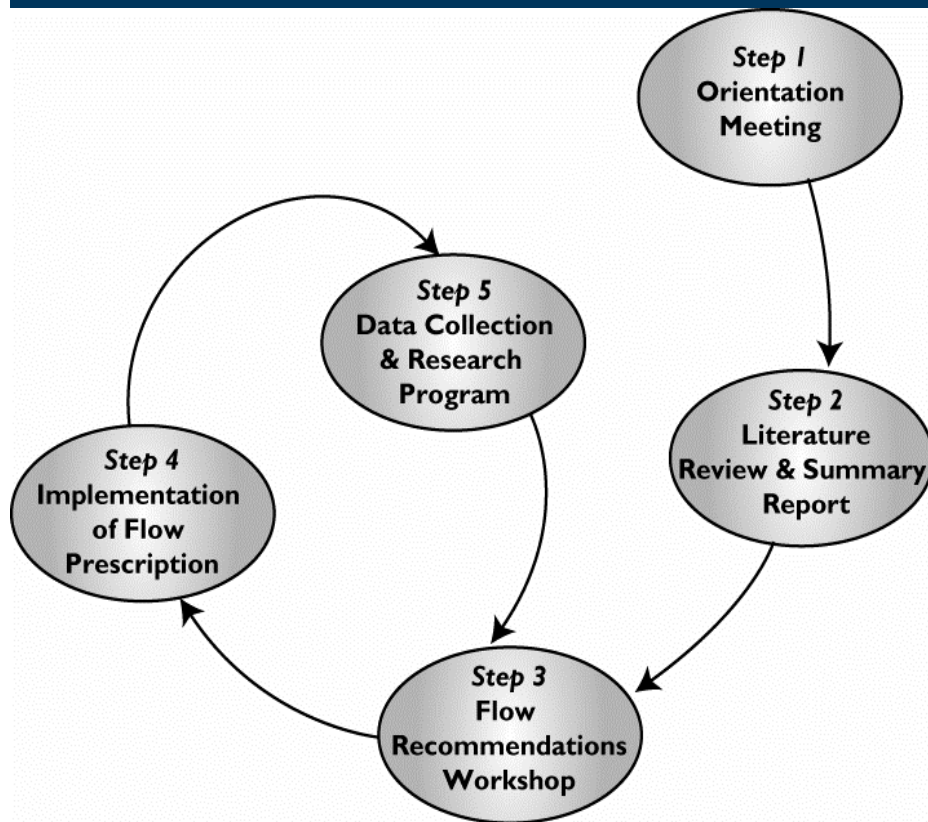 Step 1
Orientation
Meeting
Step 2
Literature
Review & Summary
Report
Step 3
Flow
Recommendations
Workshop
Step 4
Implementation
of Flow
Prescription
Step 5
Data Collection
& Research
Program